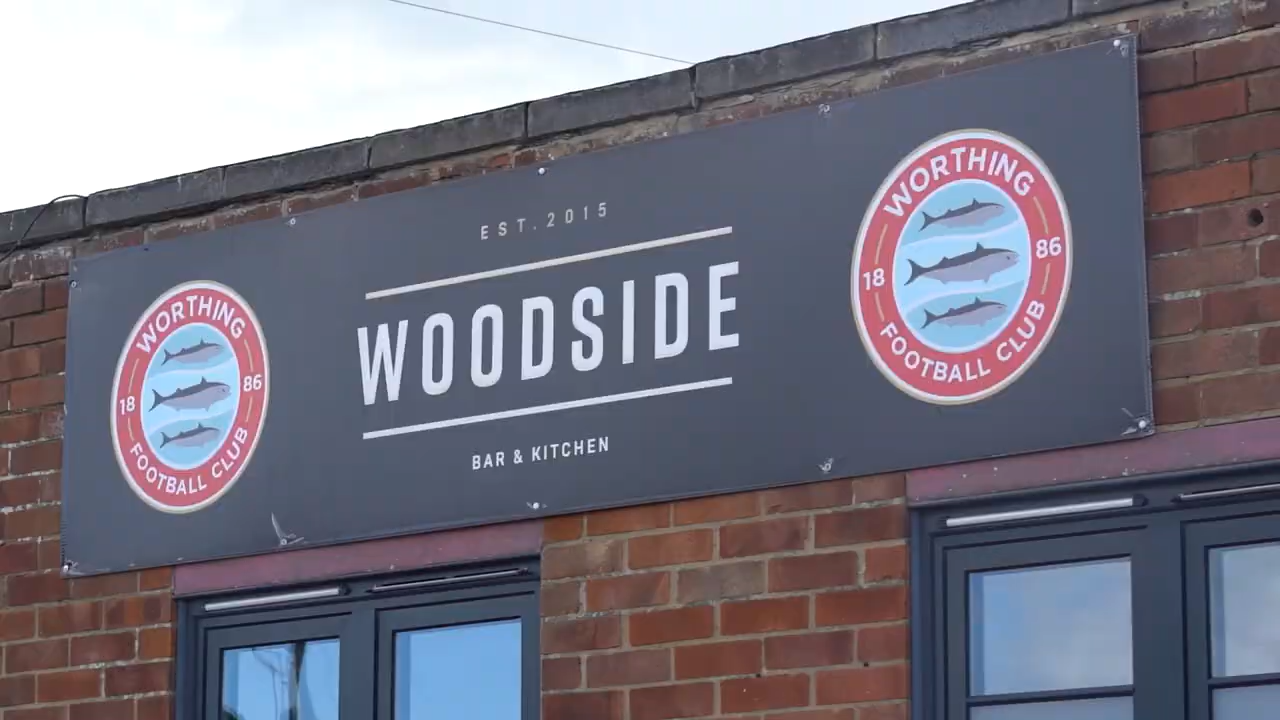 WORTHING
18 86
FOOTBALL CLUB
EST. 2015
WOODSIDE
BAR & KITCHEN
WORTHING
18 86
FOOTBALL CLUB